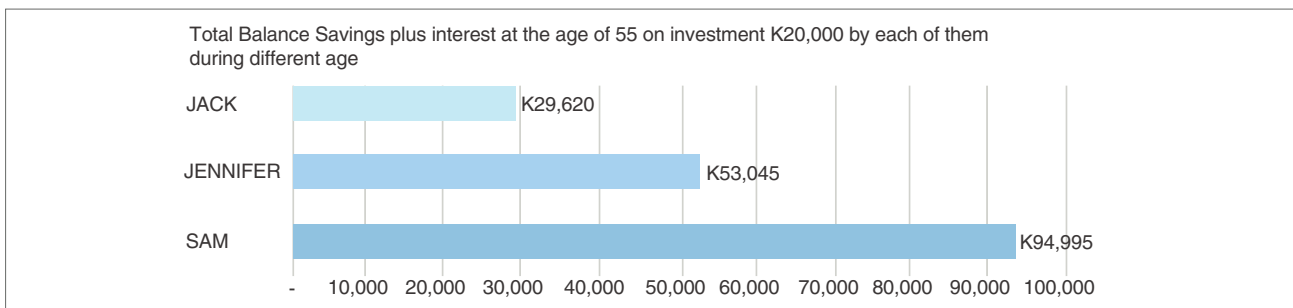 Total Balance Savings plus interest at the age of 55 on investment K20,000 by each of them
during different age
JACK K29,620
JENNIFER K53,045
SAM K94,995
- 10,000 20,000 30,000 40,000 50,000 60,000 70,000 80,000 90,000 100,000